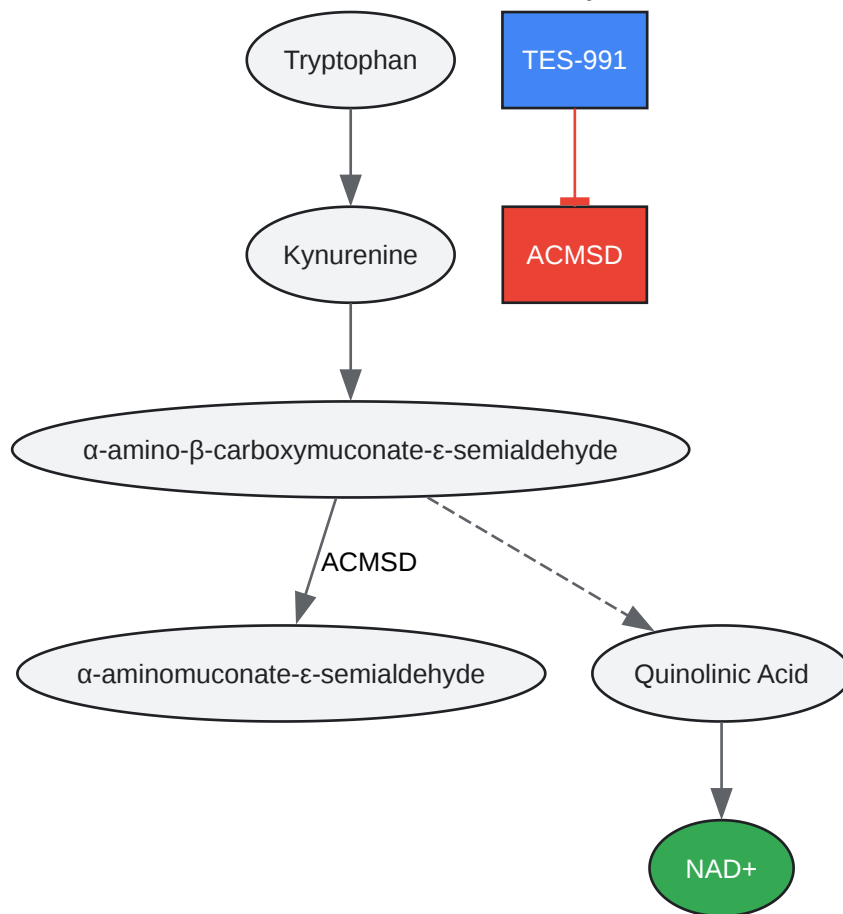 Tryptophan
TES-991
Kynurenine
ACMSD
α-amino-β-carboxymuconate-ε-semialdehyde
ACMSD
α-aminomuconate-ε-semialdehyde
Quinolinic Acid
NAD+